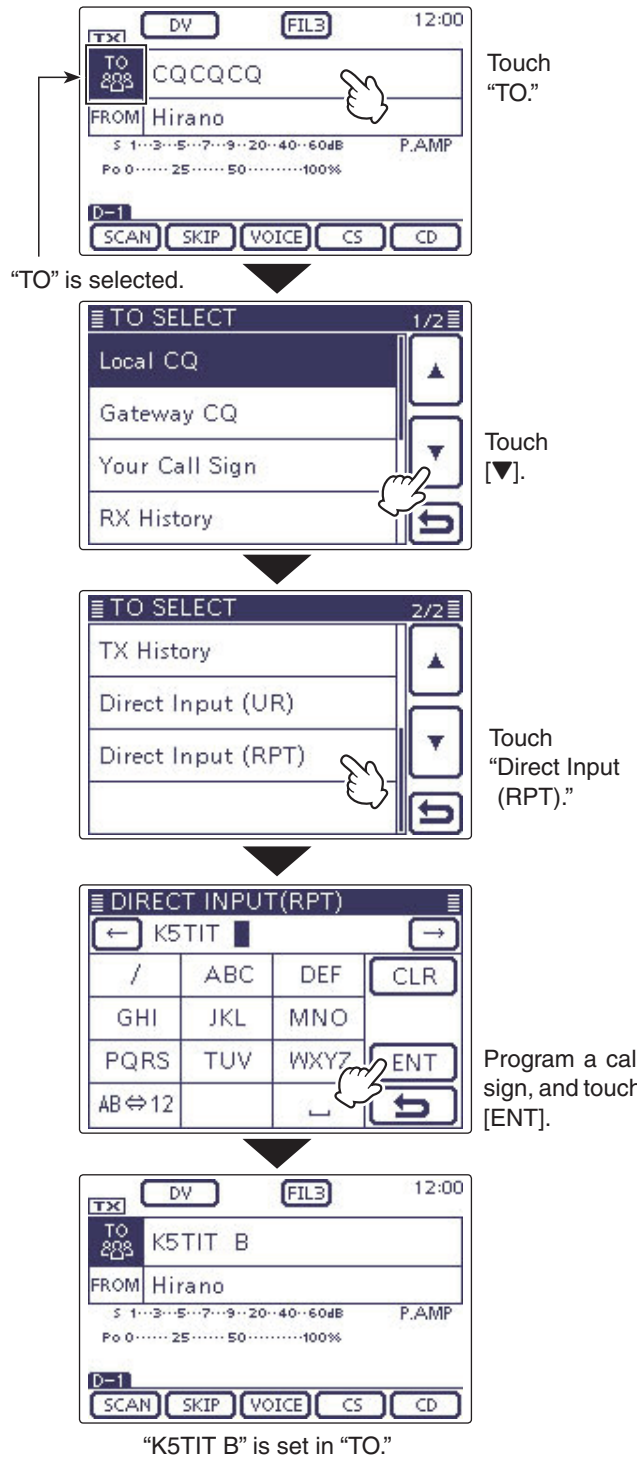 DV FIL3 12:00
TX
TO CQCQCQ
FROM Hirano
S 1···3···5···7···9··20··40··60dB P.AMP
Po 0······ 25······ 50··········100%
D-1
SCAN SKIP VOICE CS CD
Touch
“TO.”
“TO” is selected.
TO SELECT 1/2
Local CQ
Gateway CQ
Your Call Sign
RX History
▲
▼
Touch
[▼].
TO SELECT 2/2
TX History
Direct Input (UR)
Direct Input (RPT)
▲
▼
Touch
“Direct Input
(RPT).”
DIRECT INPUT(RPT)
← K5TIT →
/ ABC DEF CLR
GHI JKL MNO
PQRS TUV WXYZ ENT
AB⇔12 ⎵
Program a cal
sign, and touch
[ENT].
DV FIL3 12:00
TX
TO K5TIT B
FROM Hirano
S 1···3···5···7···9··20··40··60dB P.AMP
Po 0······ 25······ 50··········100%
D-1
SCAN SKIP VOICE CS CD
“K5TIT B” is set in “TO.”